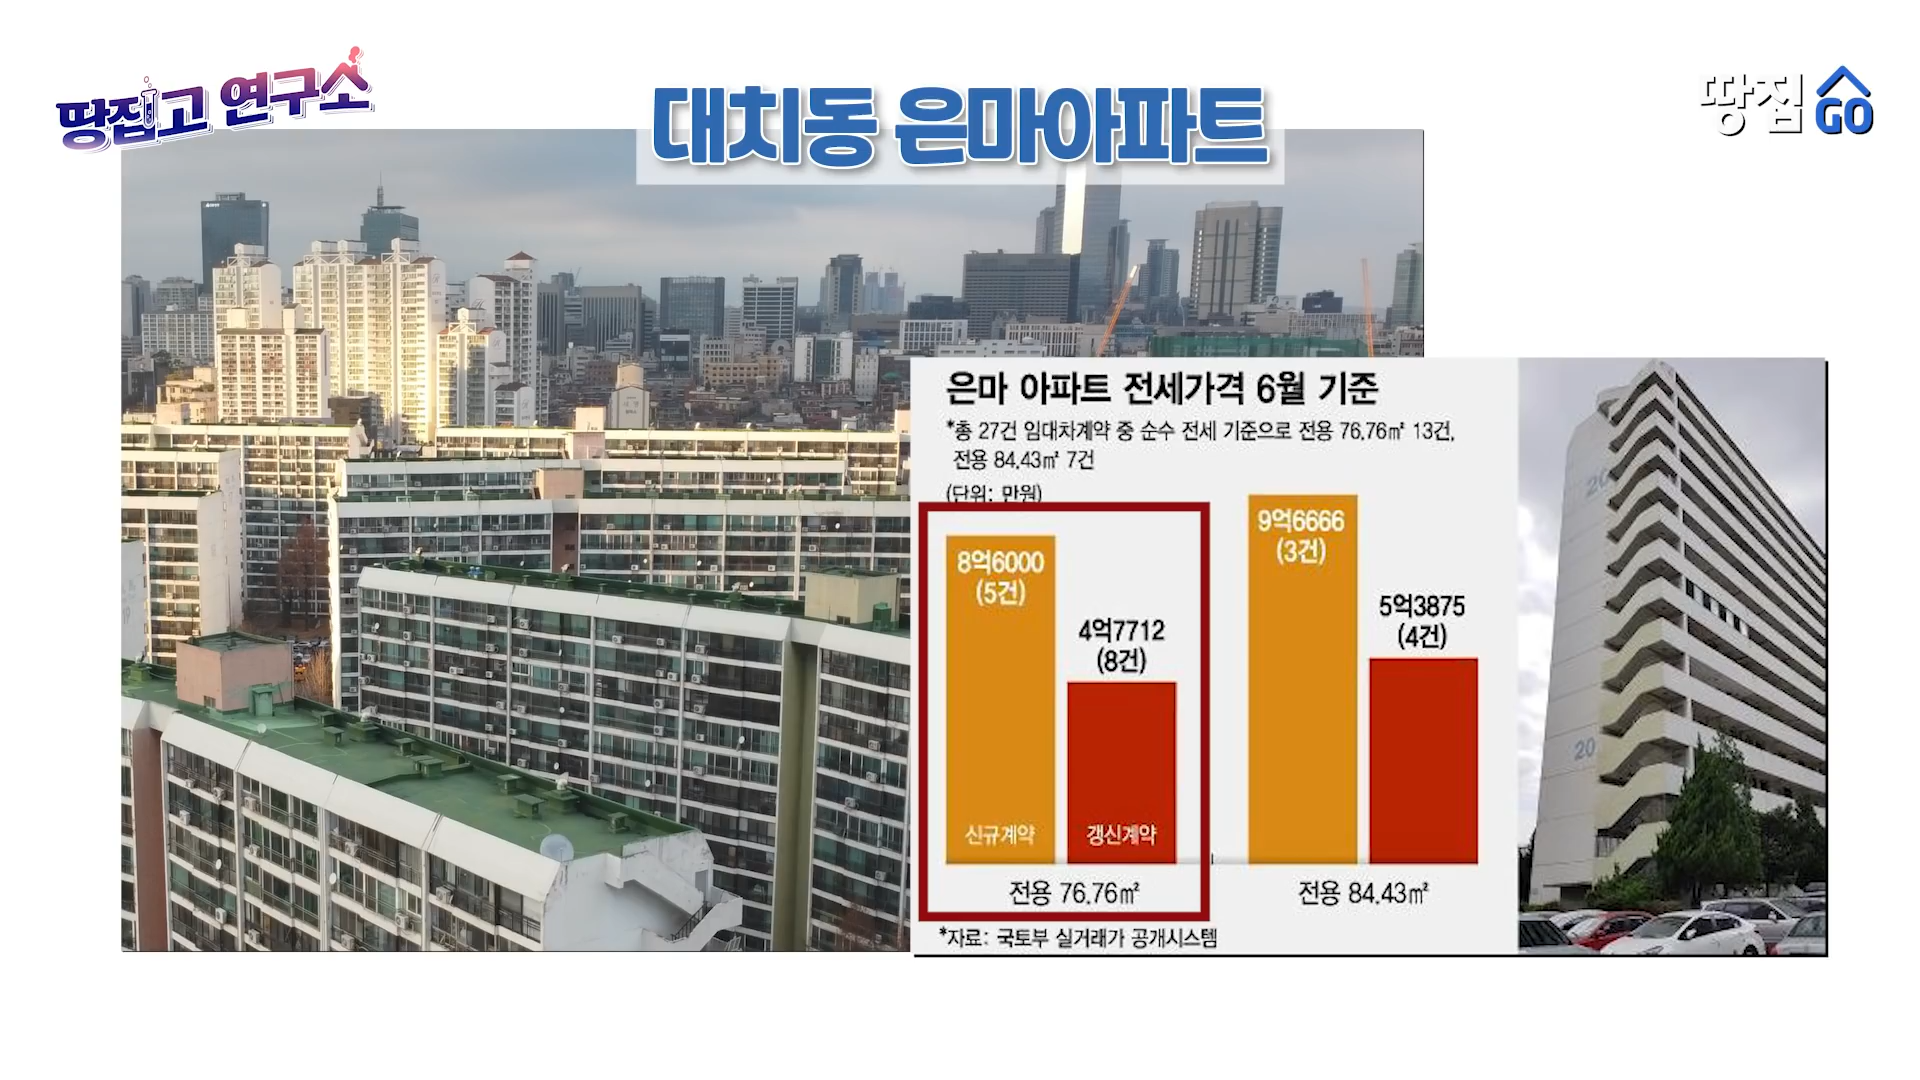 땅집고 연구소
대치동 은마아파트
땅집
GO
은마 아파트 전세가격 6월 기준
*총 27건 임대차계약 중 순수 전세 기준으로 전용 76.76㎡ 13건,
전용 84.43㎡ 7건
(단위: 만원)
8억6000
(5건)
4억7712
(8건)
9억6666
(3건)
5억3875
(4건)
신규계약
갱신계약
전용 76.76㎡
전용 84.43㎡
*자료: 국토부 실거래가 공개시스템
20